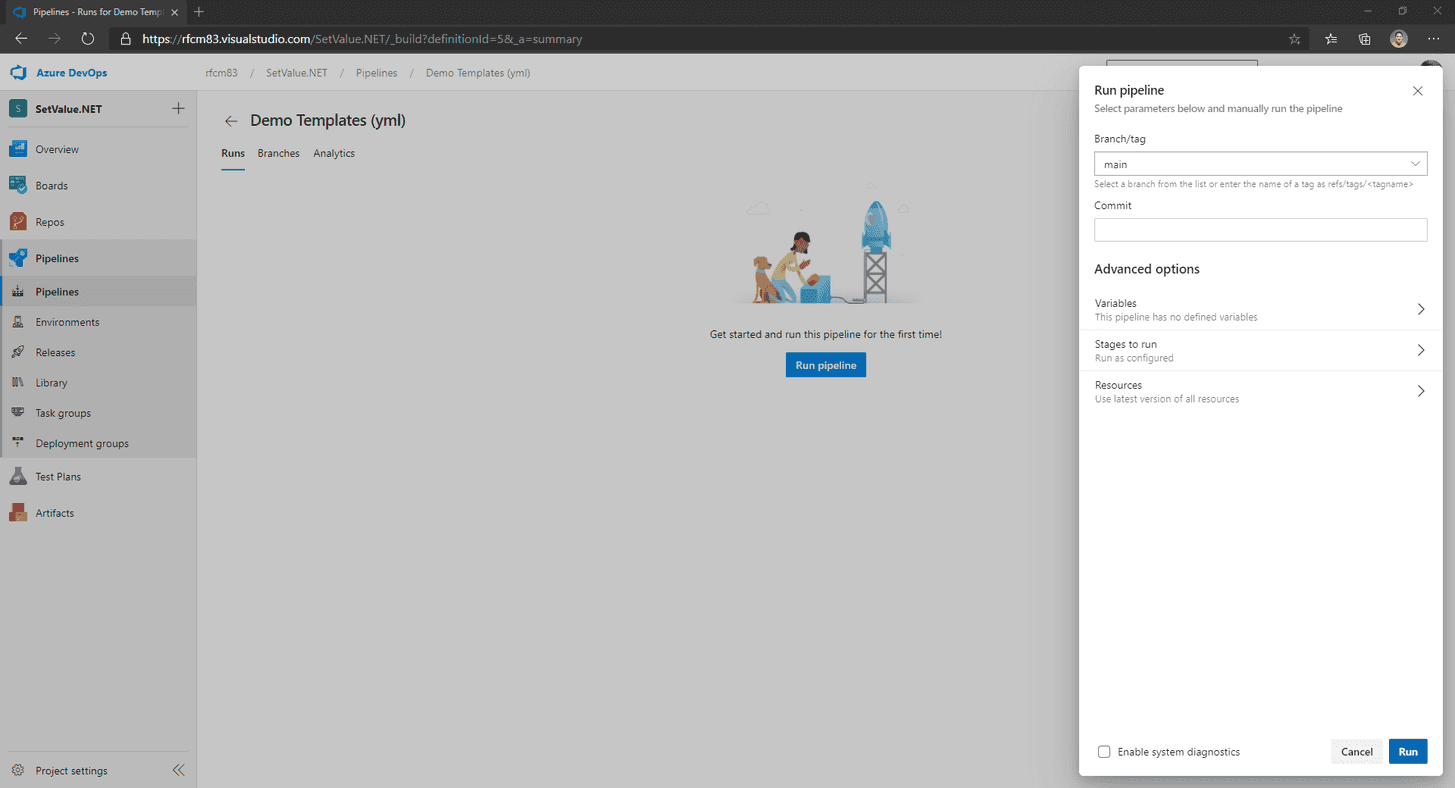 Pipelines - Runs for Demo Templ
https://rfcm83.visualstudio.com/SetValue.NET/_build?definitionId=5&_a=summary
Azure DevOps
rfcm83 / SetValue.NET / Pipelines / Demo Templates (yml)
S SetValue.NET
Overview
Boards
Repos
Pipelines
Pipelines
Environments
Releases
Library
Task groups
Deployment groups
Test Plans
Artifacts
Project settings
Demo Templates (yml)
Runs Branches Analytics
Get started and run this pipeline for the first time!
Run pipeline
Run pipeline
Select parameters below and manually run the pipeline
Branch/tag
main
Select a branch from the list or enter the name of a tag as refs/tags/<tagname>
Commit
Advanced options
Variables
This pipeline has no defined variables
Stages to run
Run as configured
Resources
Use latest version of all resources
Enable system diagnostics
Cancel Run